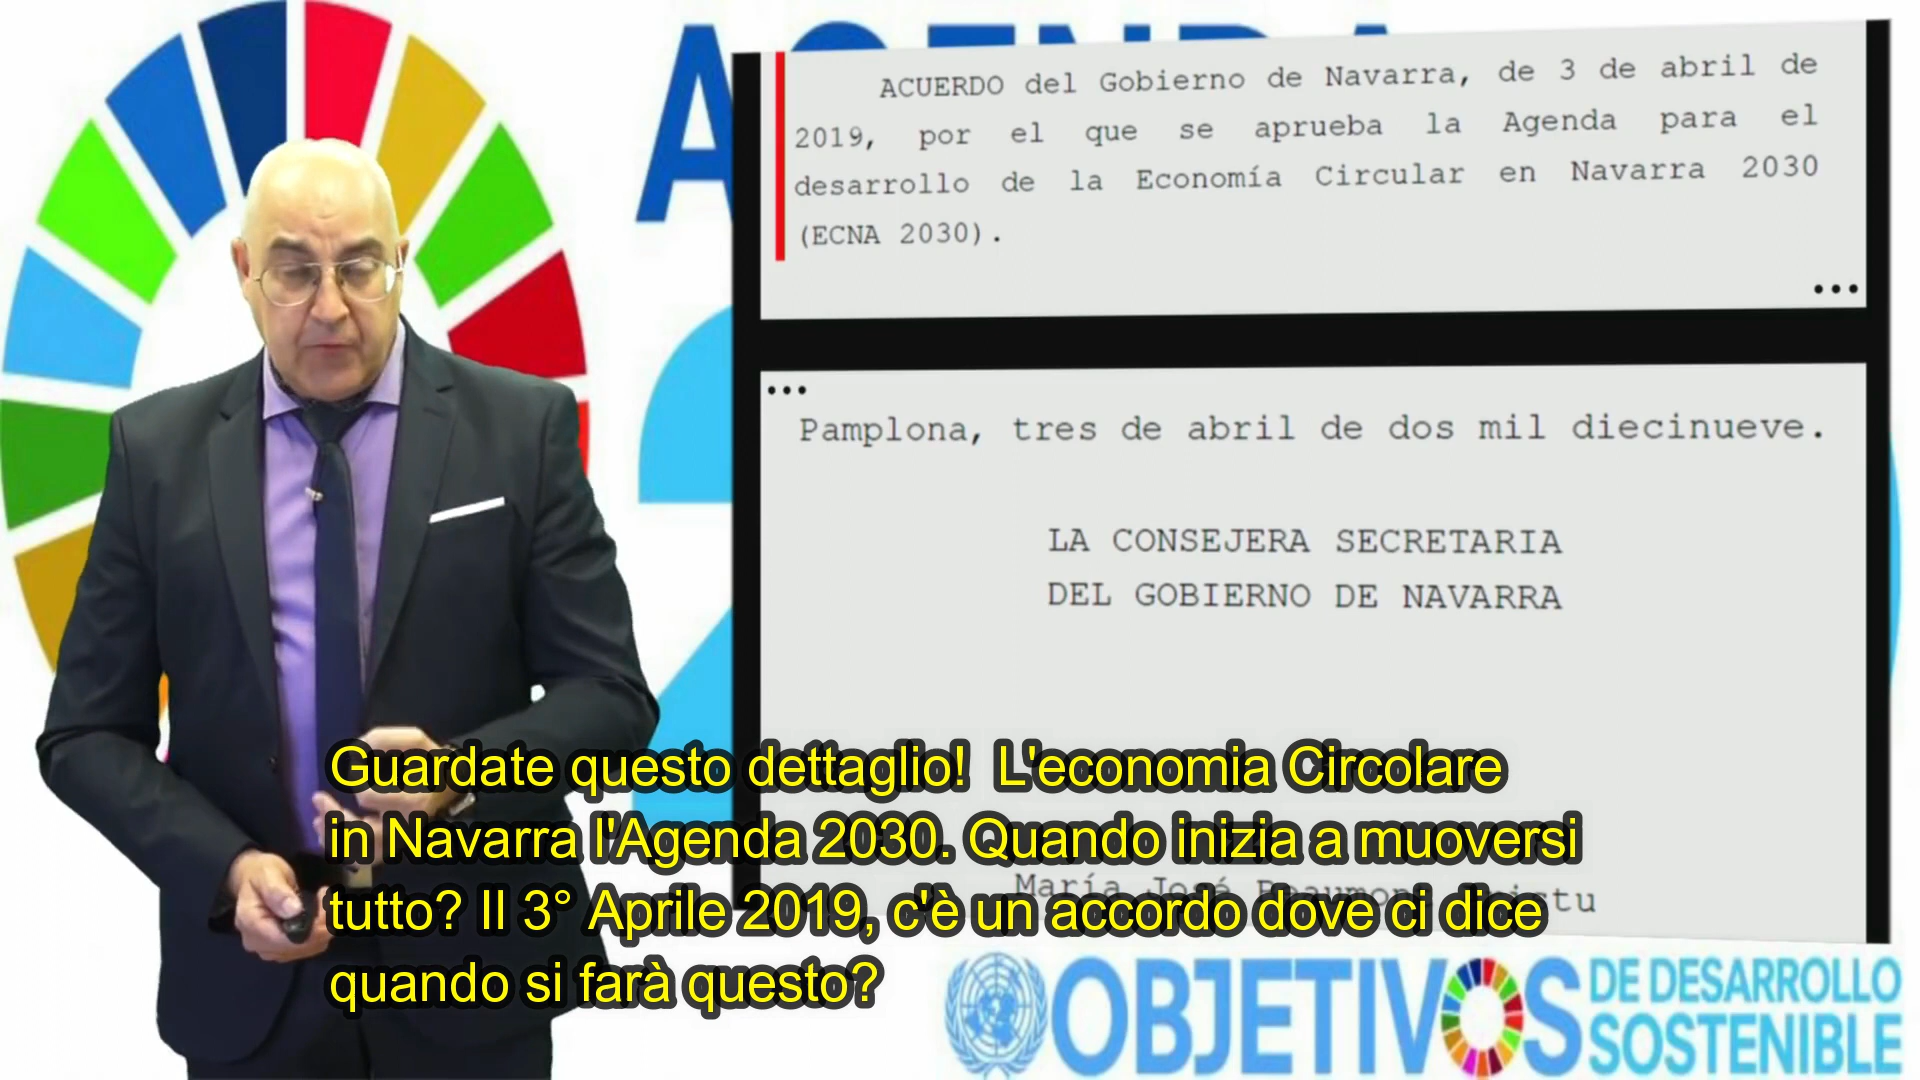 AGENDA
ACUERDO del Gobierno de Navarra, de 3 de abril de
2019, por el que se aprueba la Agenda para el
desarrollo de la Economía Circular en Navarra 2030
(ECNA 2030).
...
...
Pamplona, tres de abril de dos mil diecinueve.
LA CONSEJERA SECRETARIA
DEL GOBIERNO DE NAVARRA
María José
Guardate questo dettaglio! L'economia Circolare
in Navarra l'Agenda 2030. Quando inizia a muoversi
tutto? Il 3° Aprile 2019, c'è un accordo dove ci dice
quando si farà questo?
OBJETIVOS
DE DESARROLLO
SOSTENIBLE